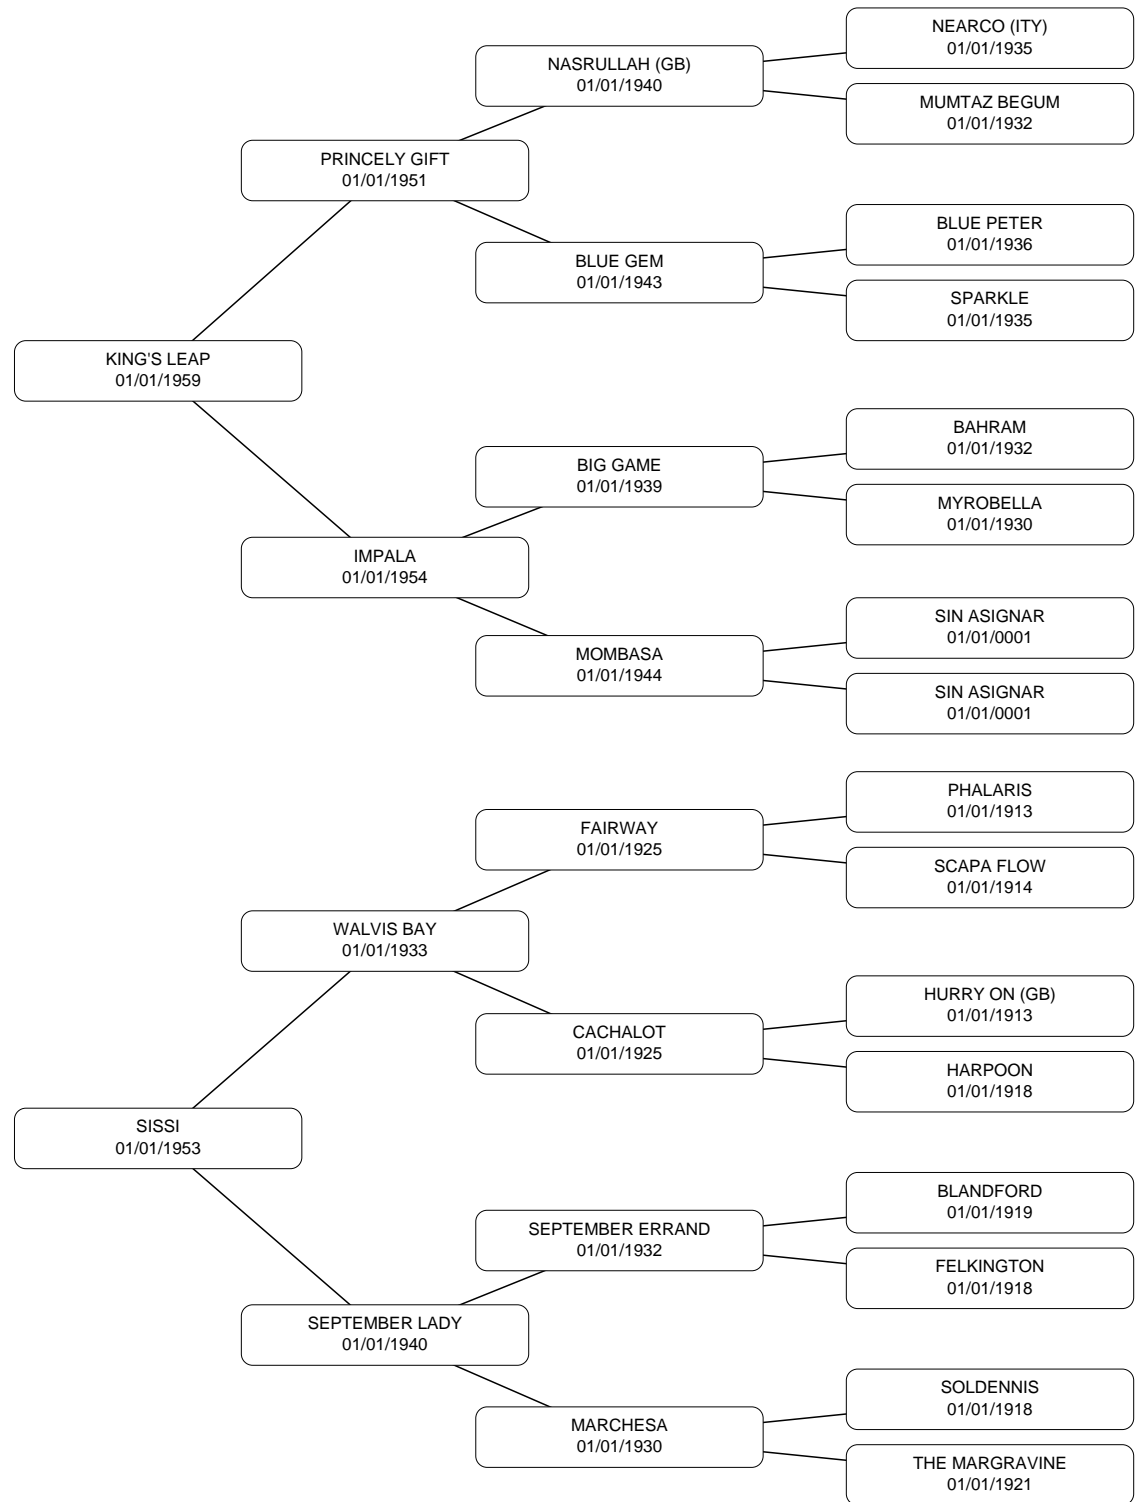 NEARCO (ITY)
01/01/1935
NASRULLAH (GB)
01/01/1940
MUMTAZ BEGUM
01/01/1932
PRINCELY GIFT
01/01/1951
BLUE PETER
01/01/1936
BLUE GEM
01/01/1943
SPARKLE
01/01/1935
KING'S LEAP
01/01/1959
BAHRAM
01/01/1932
BIG GAME
01/01/1939
MYROBELLA
01/01/1930
IMPALA
01/01/1954
SIN ASIGNAR
01/01/0001
MOMBASA
01/01/1944
SIN ASIGNAR
01/01/0001
PHALARIS
01/01/1913
FAIRWAY
01/01/1925
SCAPA FLOW
01/01/1914
WALVIS BAY
01/01/1933
HURRY ON (GB)
01/01/1913
CACHALOT
01/01/1925
HARPOON
01/01/1918
SISSI
01/01/1953
BLANDFORD
01/01/1919
SEPTEMBER ERRAND
01/01/1932
FELKINGTON
01/01/1918
SEPTEMBER LADY
01/01/1940
SOLDENNIS
01/01/1918
MARCHESA
01/01/1930
THE MARGRAVINE
01/01/1921